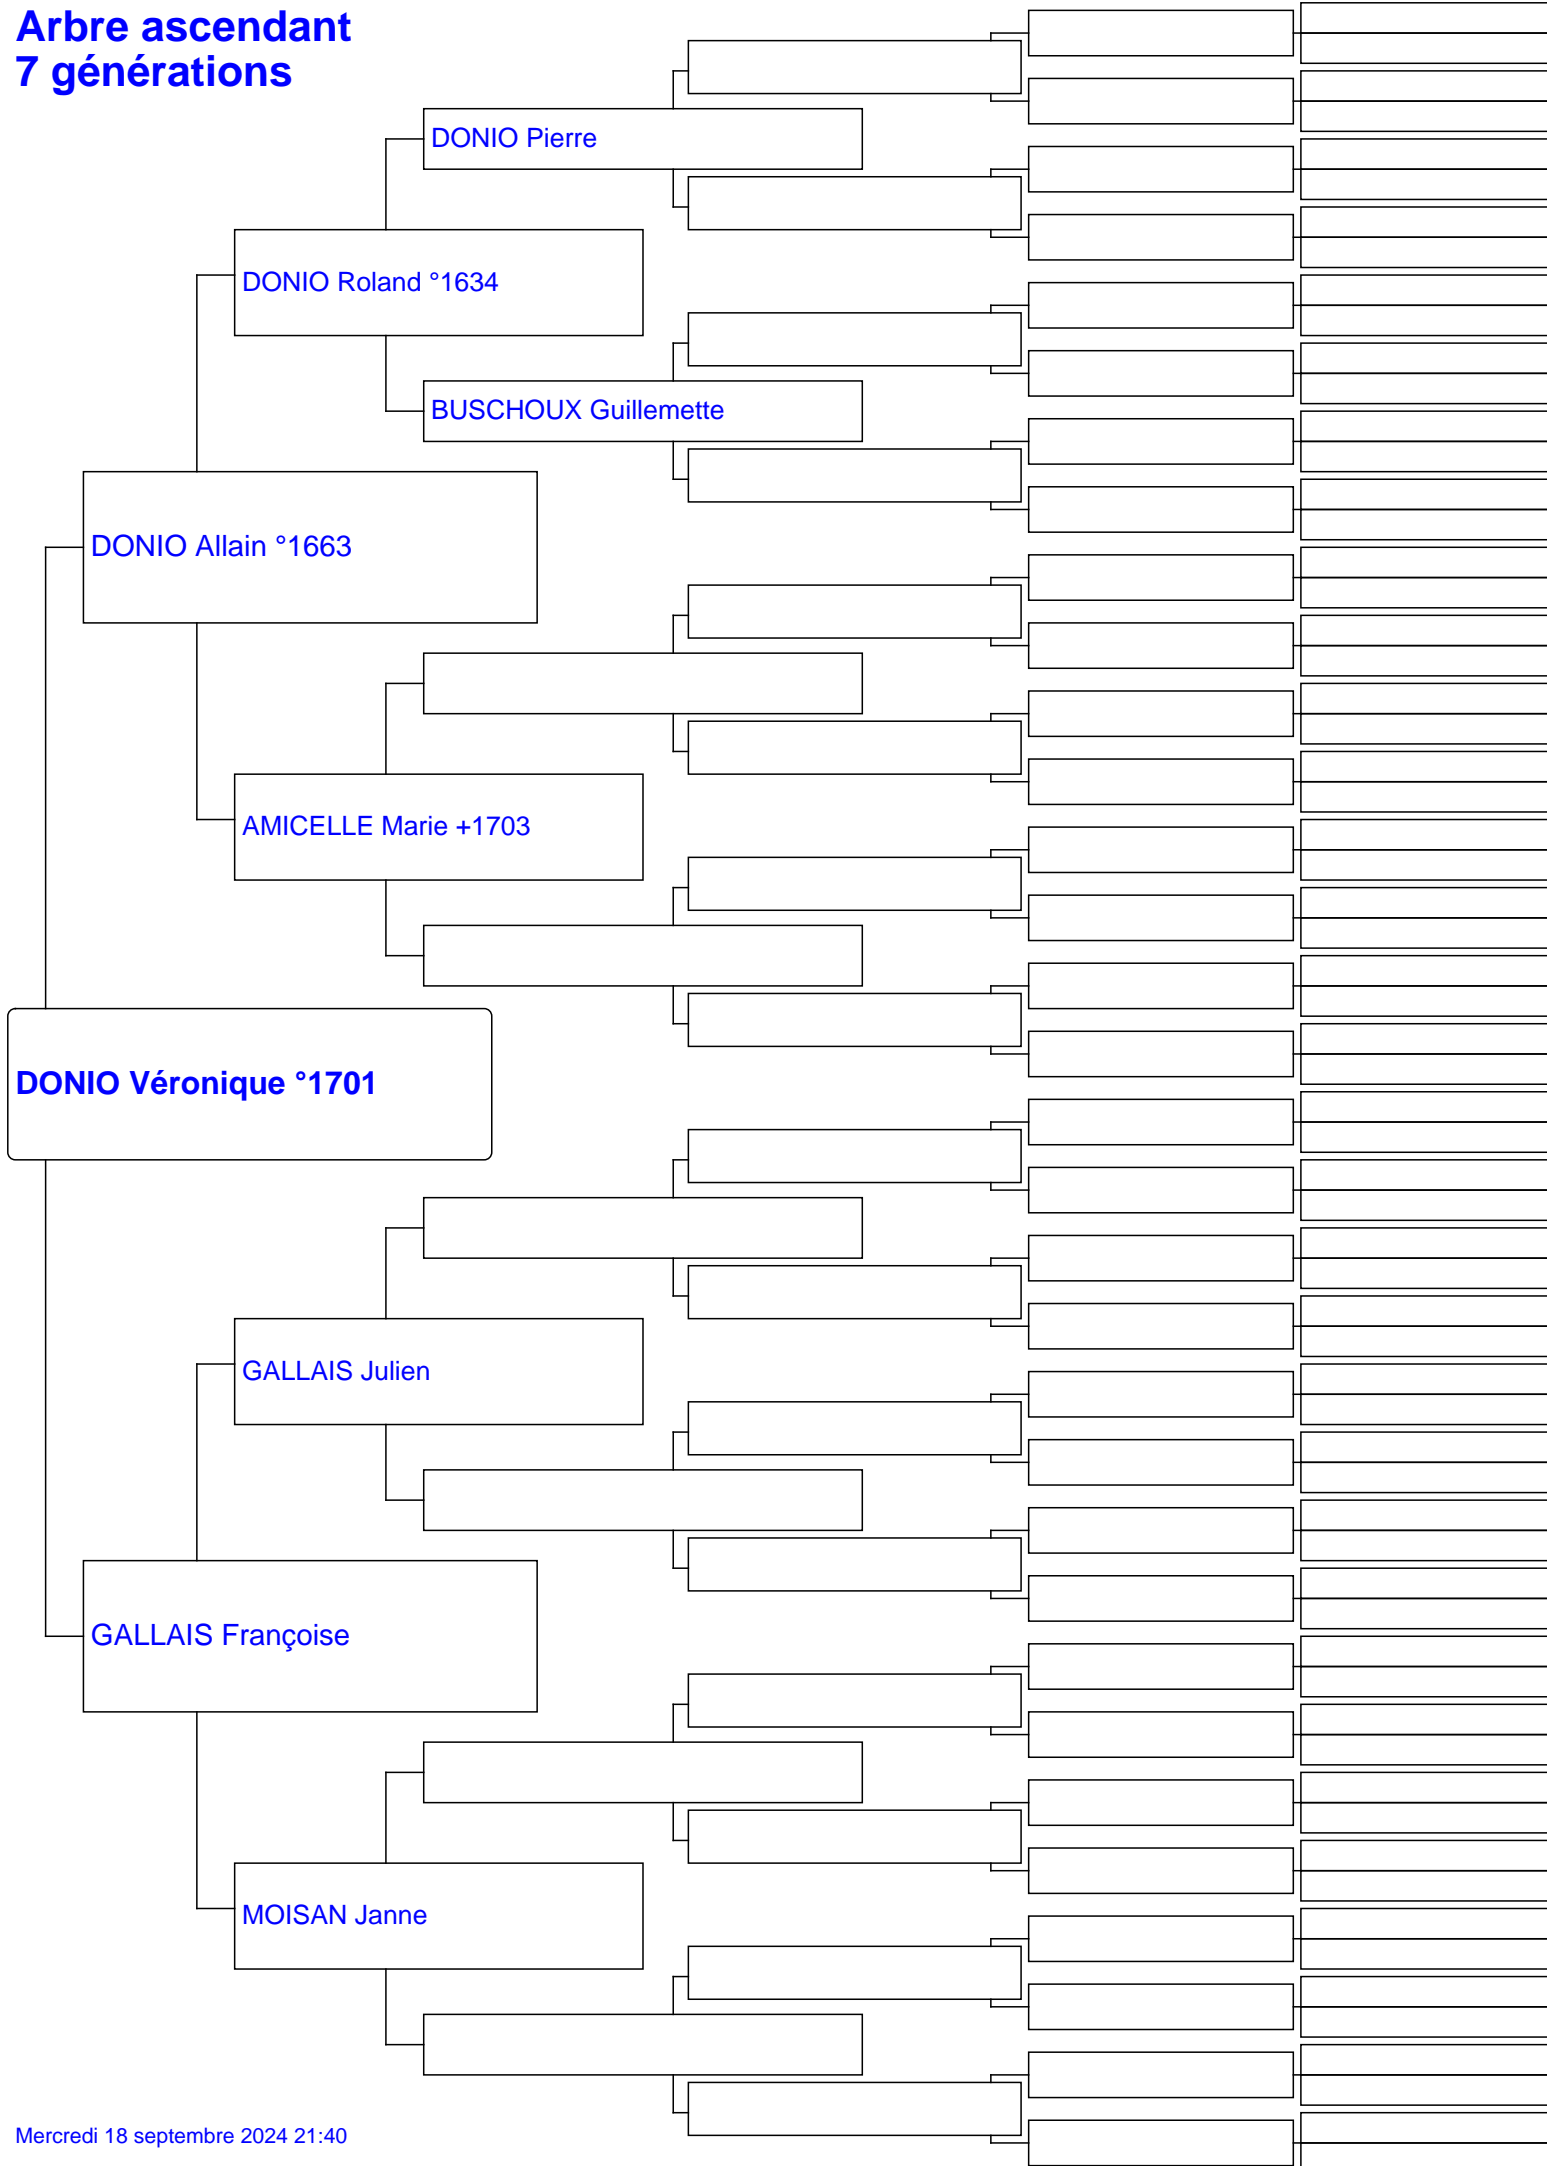 Arbre ascendant
7 générations
DONIO Pierre
DONIO Roland °1634
BUSCHOUX Guillemette
DONIO Allain °1663
AMICELLE Marie +1703
DONIO Véronique °1701
GALLAIS Julien
GALLAIS Françoise
MOISAN Janne
Mercredi 18 septembre 2024 21:40